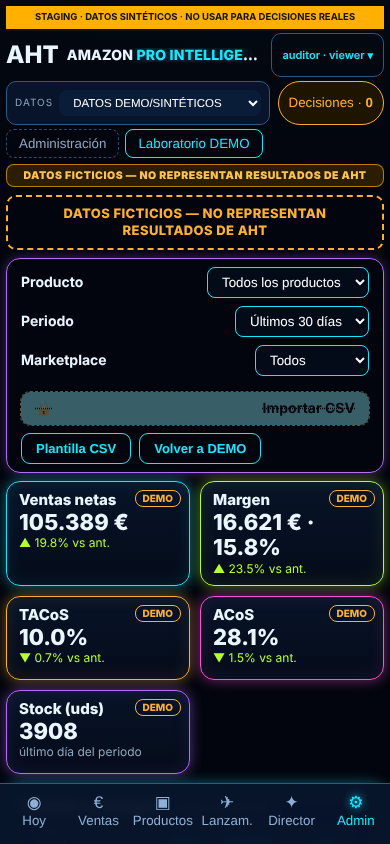 STAGING · DATOS SINTÉTICOS · NO USAR PARA DECISIONES REALES
AHT AMAZON PRO INTELLIGE… auditor · viewer ▾
DATOS DATOS DEMO/SINTÉTICOS Decisiones · 0
Administración Laboratorio DEMO
DATOS FICTICIOS — NO REPRESENTAN RESULTADOS DE AHT
DATOS FICTICIOS — NO REPRESENTAN
RESULTADOS DE AHT
Producto Todos los productos
Periodo Últimos 30 días
Marketplace Todos
Importar CSV
Plantilla CSV Volver a DEMO
Ventas netas DEMO
105.389 €
▲ 19.8% vs ant.
Margen DEMO
16.621 € ·
15.8%
▲ 23.5% vs ant.
TACoS DEMO
10.0%
▼ 0.7% vs ant.
ACoS DEMO
28.1%
▼ 1.5% vs ant.
Stock (uds) DEMO
3908
último día del periodo
Hoy Ventas Productos Lanzam. Director Admin